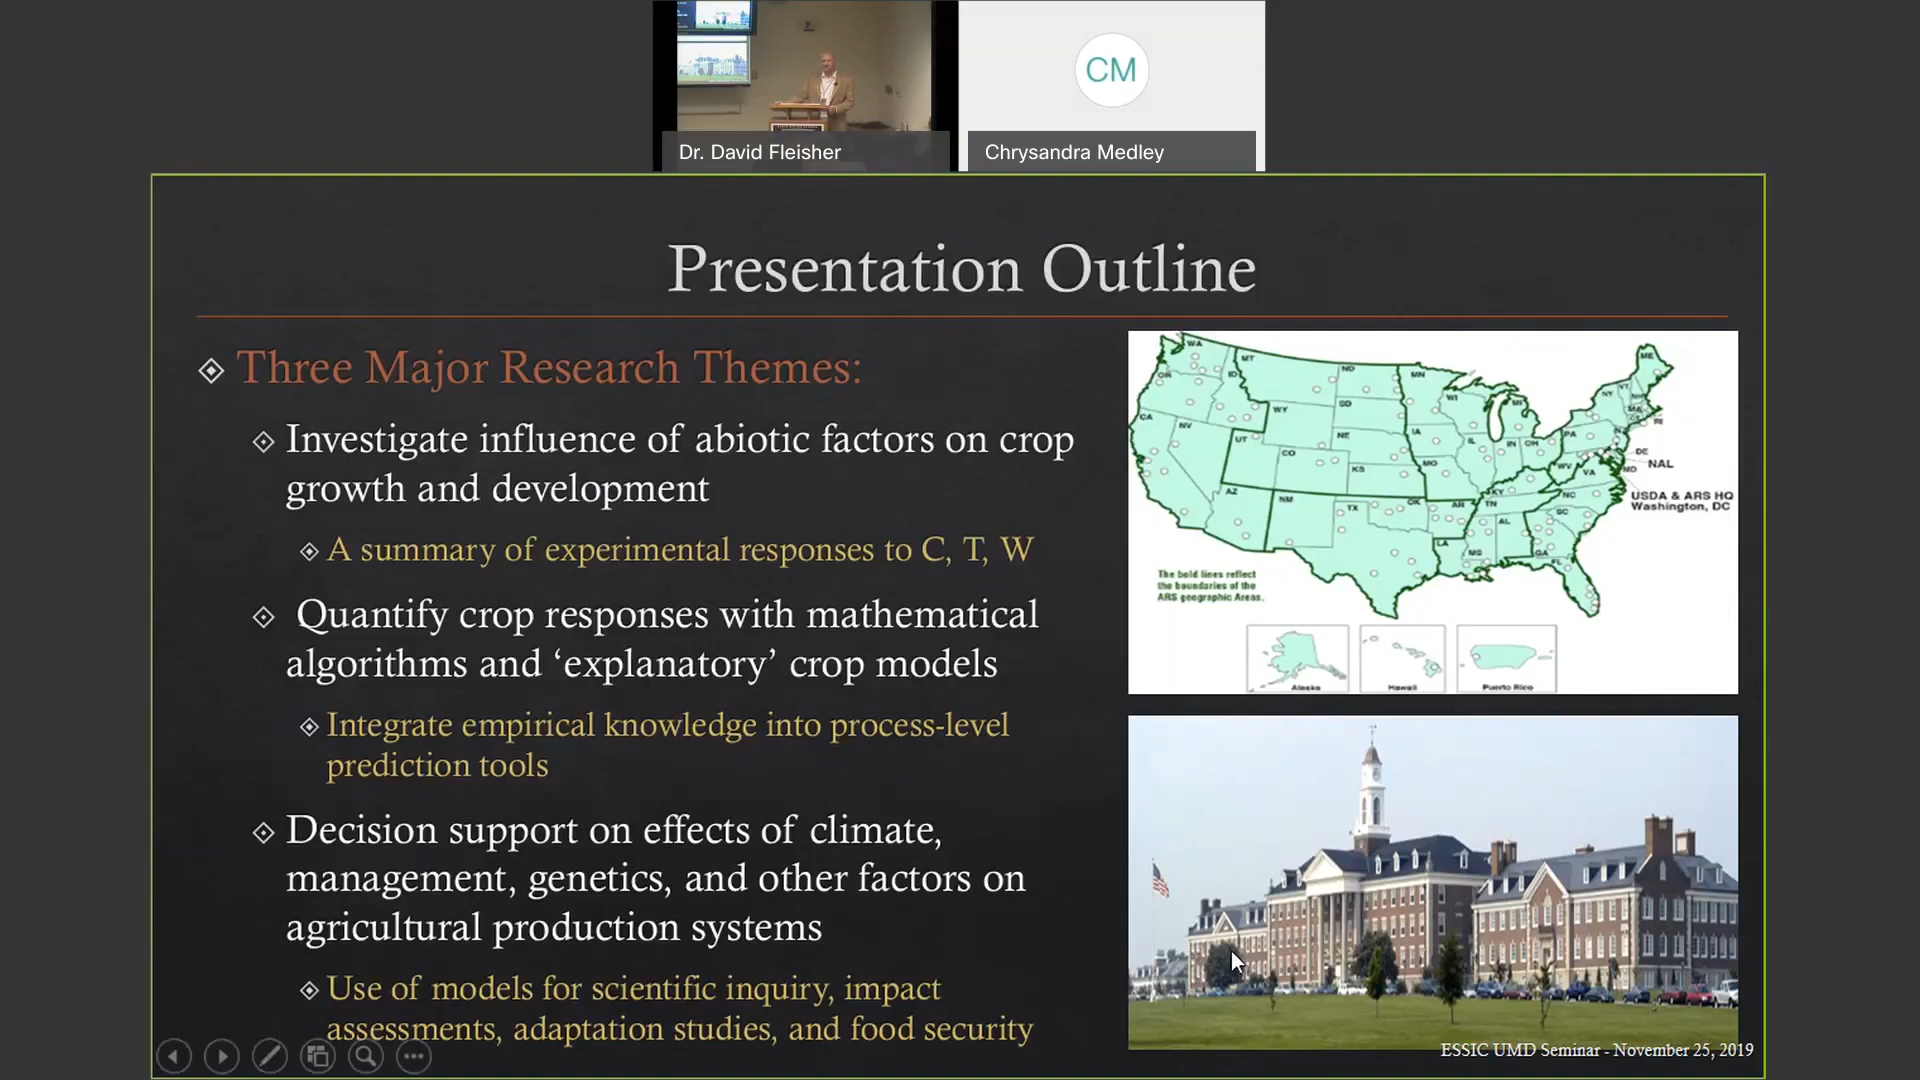 CM
Dr. David Fleisher
Chrysandra Medley
Presentation Outline
Three Major Research Themes:
Investigate influence of abiotic factors on crop
growth and development
A summary of experimental responses to C, T, W
Quantify crop responses with mathematical
algorithms and ‘explanatory’ crop models
Integrate empirical knowledge into process-level
prediction tools
Decision support on effects of climate,
management, genetics, and other factors on
agricultural production systems
Use of models for scientific inquiry, impact
assessments, adaptation studies, and food security
WA
MT
ND
MN
ME
OR
ID
SD
WI
MI
NY
VT
NH
MA
CT
RI
CA
NV
WY
UT
NE
IA
IL
IN
OH
PA
DE
MD
NAL
CO
KS
MO
WV
VA
KY
USDA & ARS HQ
Washington, DC
AZ
NM
TX
OK
AR
TN
NC
SC
LA
MS
AL
GA
FL
The bold lines reflect
the boundaries of the
ARS geographic Areas.
Alaska
Hawaii
Puerto Rico
ESSIC UMD Seminar - November 25, 2019